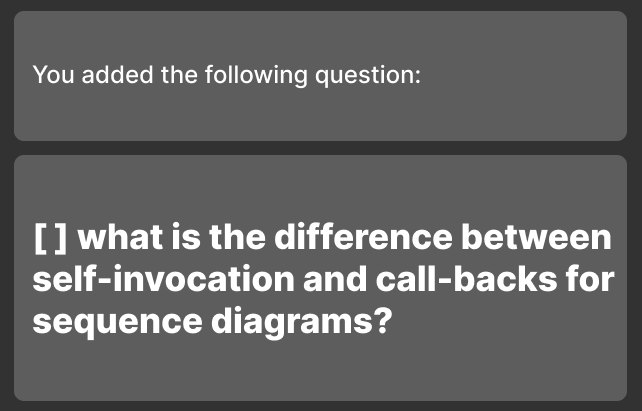 You added the following question:
[ ] what is the difference between
self-invocation and call-backs for
sequence diagrams?